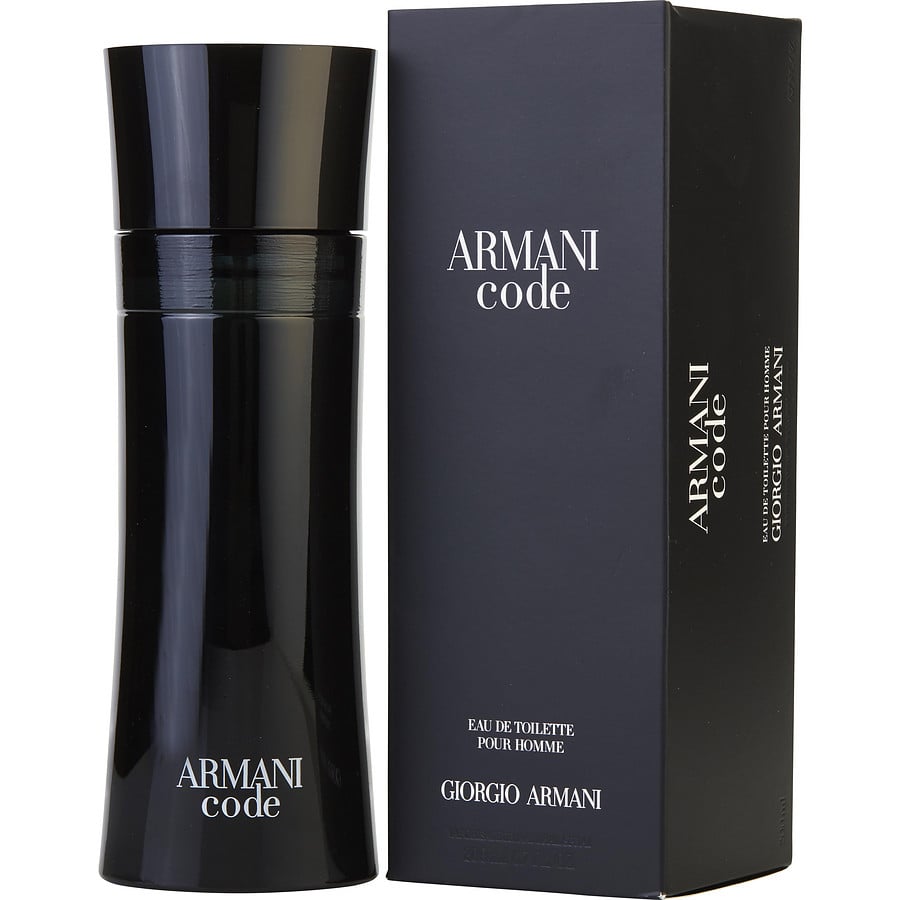 ARMANI
code
ARMANI
code
EAU DE TOILETTE
POUR HOMME
GIORGIO ARMANI
ARMANI
code
EAU DE TOILETTE POUR HOMME
GIORGIO ARMANI